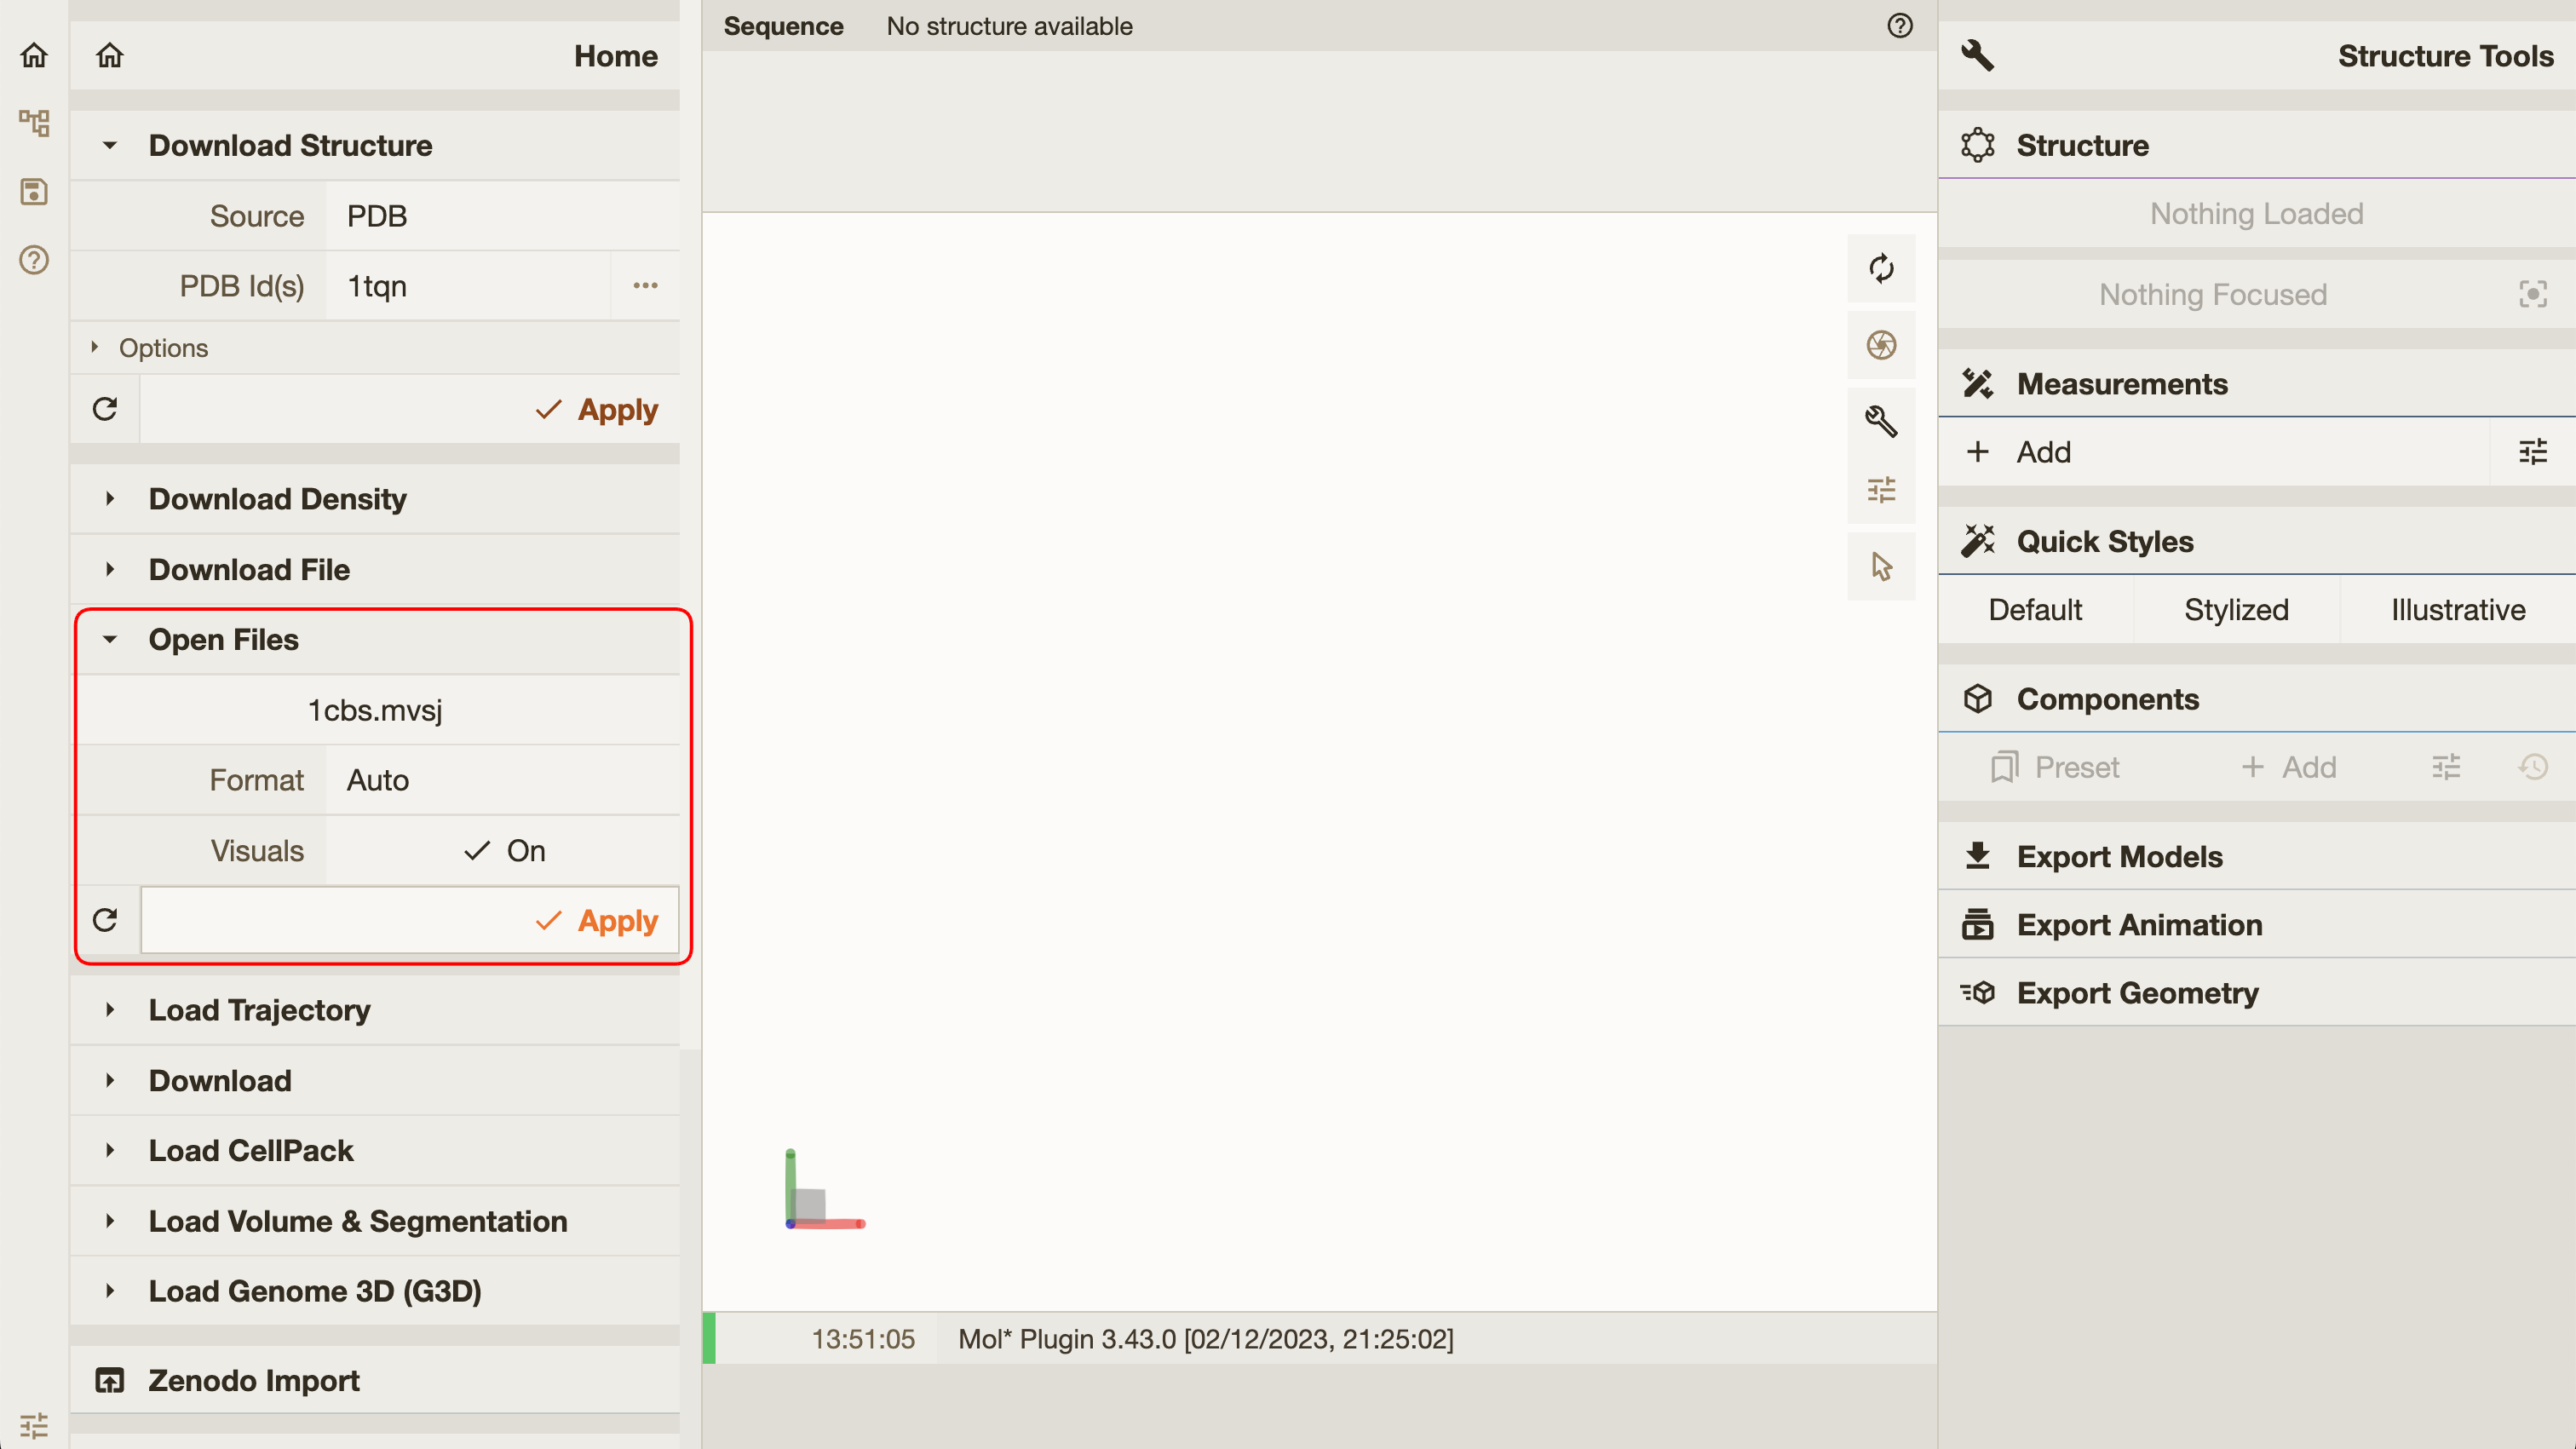 Home
Download Structure
Source PDB
PDB Id(s) 1tqn
Options
Apply
Download Density
Download File
Open Files
1cbs.mvsj
Format Auto
Visuals On
Apply
Load Trajectory
Download
Load CellPack
Load Volume & Segmentation
Load Genome 3D (G3D)
Zenodo Import
Sequence No structure available
13:51:05 Mol* Plugin 3.43.0 [02/12/2023, 21:25:02]
Structure Tools
Structure
Nothing Loaded
Nothing Focused
Measurements
Add
Quick Styles
Default Stylized Illustrative
Components
Preset Add
Export Models
Export Animation
Export Geometry